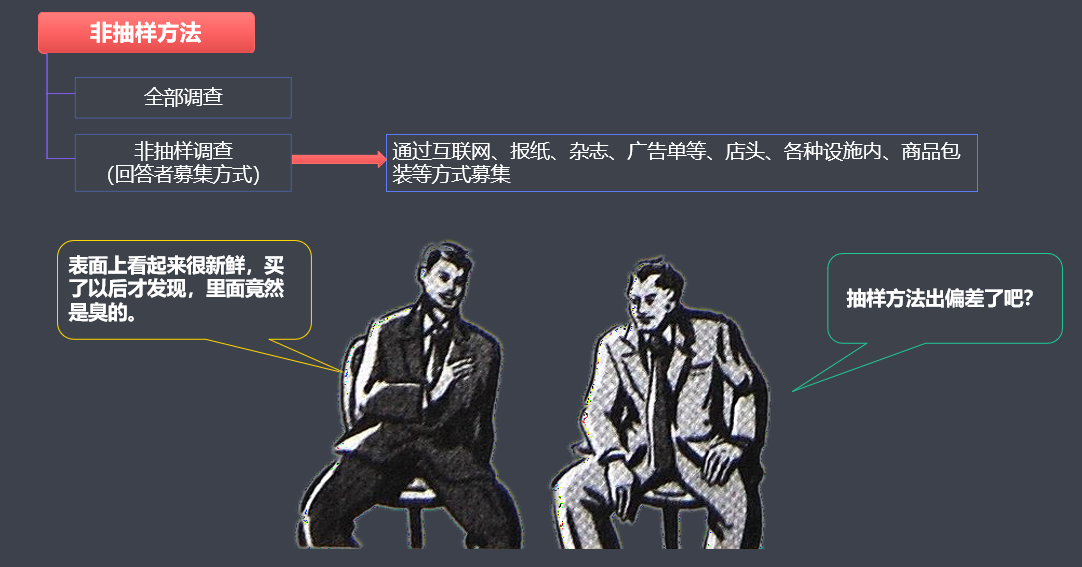 非抽样方法
全部调查
非抽样调查
(回答者募集方式)
通过互联网、报纸、杂志、广告单等、店头、各种设施内、商品包
装等方式募集
表面上看起来很新鲜，买
了以后才发现，里面竟然
是臭的。
抽样方法出偏差了吧?